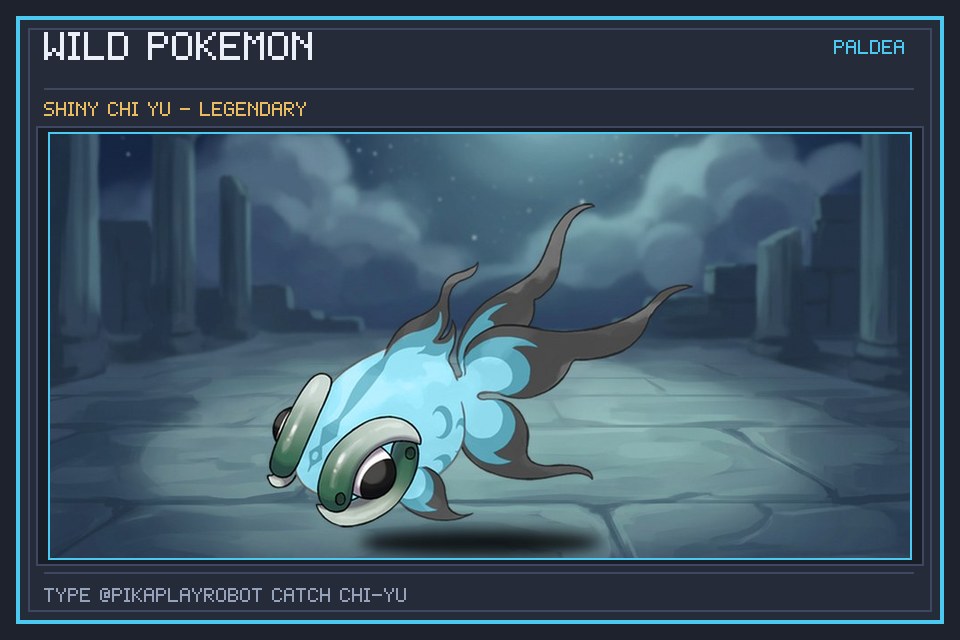 WILD POKEMON
PALDEA
SHINY CHI YU - LEGENDARY
TYPE @PIKAPLAYROBOT CATCH CHI-YU